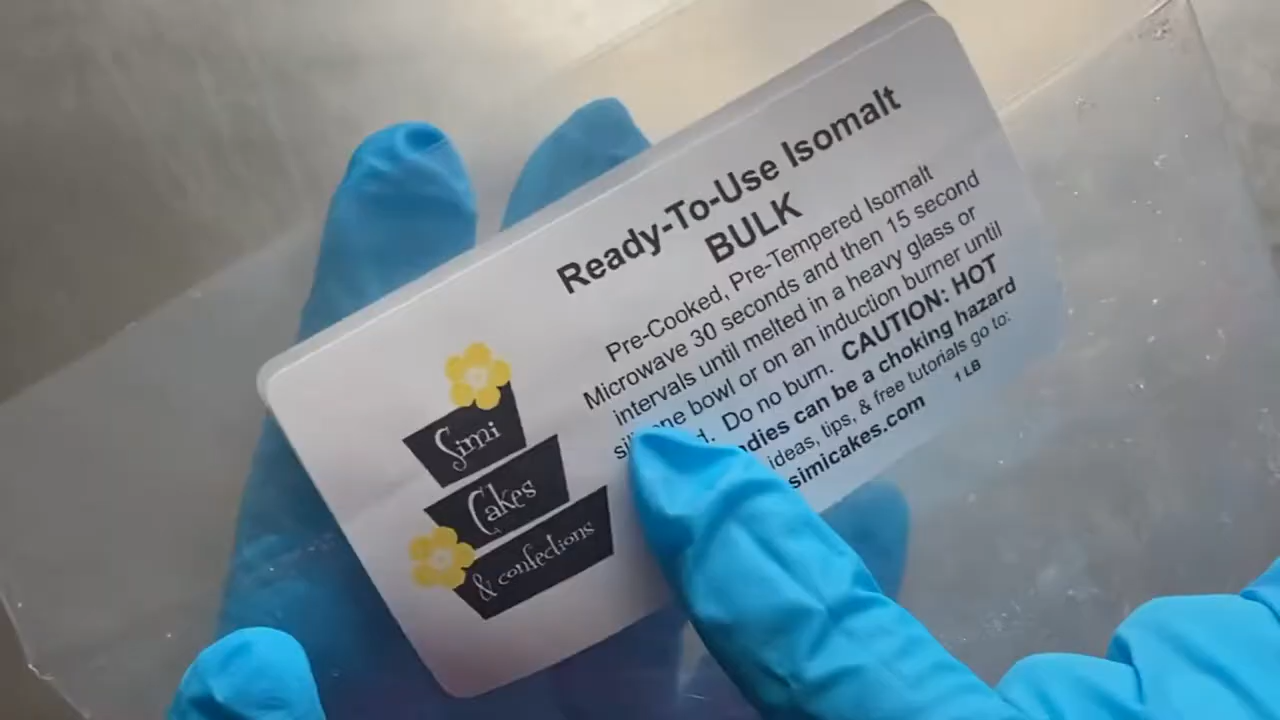 Ready-To-Use Isomalt
BULK
Pre-Cooked, Pre-Tempered Isomalt
Microwave 30 seconds and then 15 second
intervals until melted in a heavy glass or
bowl or on an induction burner until
Do no burn. CAUTION: HOT
can be a choking hazard
ideas, tips, & free tutorials go to:
simicakes.com
1 LB
Simi
Cakes
& confections